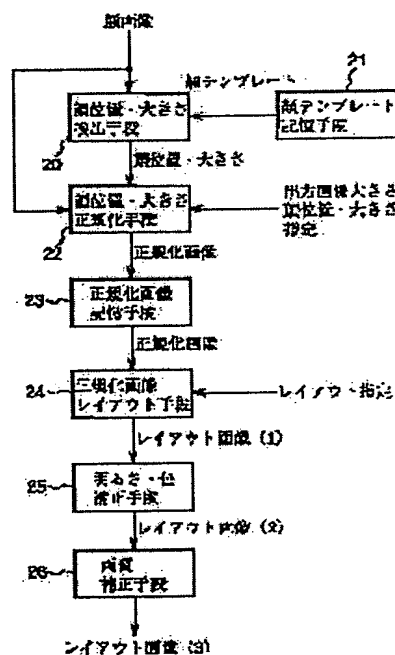 顔画像
顔テンプレート
21
顔位置・大きさ
検出手段
顔テンプレート
記憶手段
20
顔位置・大きさ
顔位置・大きさ
正規化手段
出力画像大きさ
顔位置・大きさ
指定
22
正規化画像
23
正規化画像
記憶手段
正規化画像
24
正規化画像
レイアウト手段
レイアウト指定
レイアウト画像 (1)
25
明るさ・色
補正手段
レイアウト画像 (2)
26
画質
補正手段
レイアウト画像 (3)